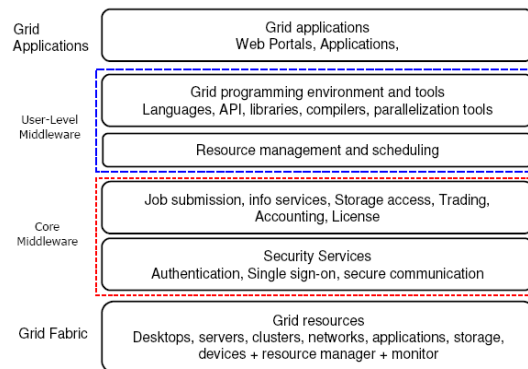 Grid
Applications
Grid applications
Web Portals, Applications,
User-Level
Middleware
Grid programming environment and tools
Languages, API, libraries, compilers, parallelization tools
Resource management and scheduling
Core
Middleware
Job submission, info services, Storage access, Trading,
Accounting, License
Security Services
Authentication, Single sign-on, secure communication
Grid Fabric
Grid resources
Desktops, servers, clusters, networks, applications, storage,
devices + resource manager + monitor